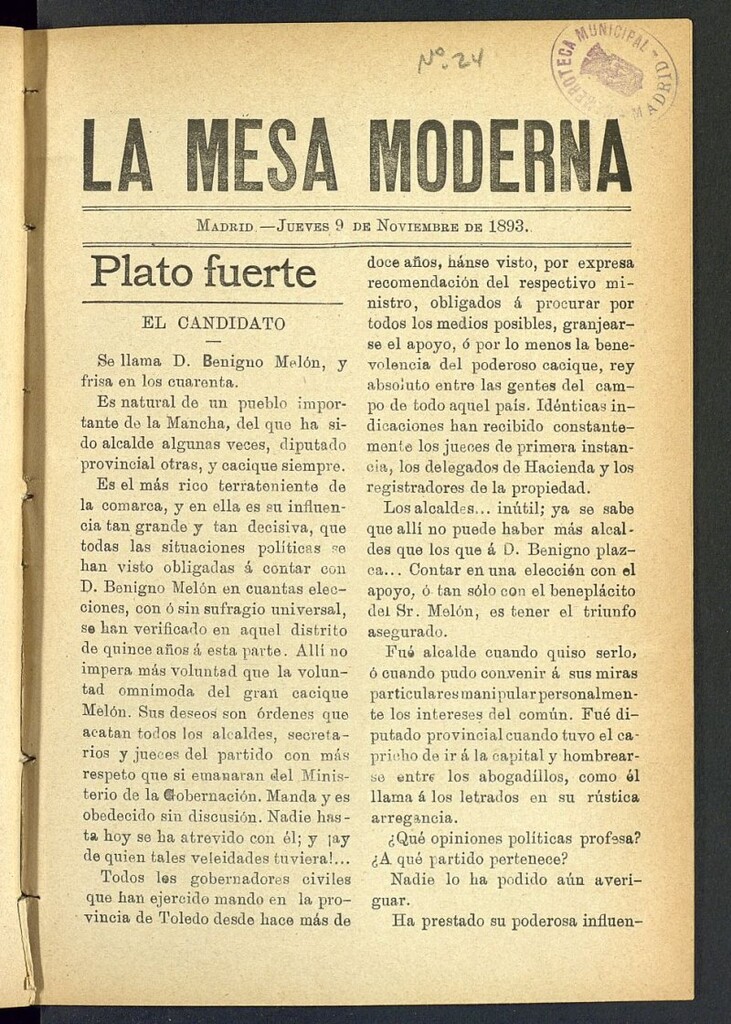 Nº. 24
HEMEROTECA MUNICIPAL - MADRID
LA MESA MODERNA
MADRID.—JUEVES 9 DE NOVIEMBRE DE 1893.
Plato fuerte
EL CANDIDATO
Se llama D. Benigno Melón, y
frisa en los cuarenta.
Es natural de un pueblo impor-
tante de la Mancha, del que ha si-
do alcalde algunas veces, diputado
provincial otras, y cacique siempre.
Es el más rico terrateniente de
la comarca, y en ella es su influen-
cia tan grande y tan decisiva, que
todas las situaciones políticas se
han visto obligadas á contar con
D. Benigno Melón en cuantas elec-
ciones, con ó sin sufragio universal,
se han verificado en aquel distrito
de quince años á esta parte. Allí no
impera más voluntad que la volun-
tad omnímoda del gran cacique
Melón. Sus deseos son órdenes que
acatan todos los alcaldes, secreta-
rios y jueces del partido con más
respeto que si emanaran del Minis-
terio de la Gobernación. Manda y es
obedecido sin discusión. Nadie has-
ta hoy se ha atrevido con él; y ¡ay
de quien tales veleidades tuviera!...
Todos los gobernadores civiles
que han ejercido mando en la pro-
vincia de Toledo desde hace más de
doce años, hánse visto, por expresa
recomendación del respectivo mi-
nistro, obligados á procurar por
todos los medios posibles, granjear-
se el apoyo, ó por lo menos la bene-
volencia del poderoso cacique, rey
absoluto entre las gentes del cam-
po de todo aquel país. Idénticas in-
dicaciones han recibido constante-
mente los jueces de primera instan-
cia, los delegados de Hacienda y los
registradores de la propiedad.
Los alcaldes... inútil; ya se sabe
que allí no puede haber más alcal-
des que los que á D. Benigno plaz-
ca... Contar en una elección con el
apoyo, ó tan sólo con el beneplácito
del Sr. Melón, es tener el triunfo
asegurado.
Fué alcalde cuando quiso serlo,
ó cuando pudo convenir á sus miras
particulares manipular personalmen-
te los intereses del común. Fué di-
putado provincial cuando tuvo el ca-
pricho de ir á la capital y hombrear-
se entre los abogadillos, como él
llama á los letrados en su rústica
arregancia.
¿Qué opiniones políticas profesa?
¿A qué partido pertenece?
Nadie lo ha podido aún averi-
guar.
Ha prestado su poderosa influen-